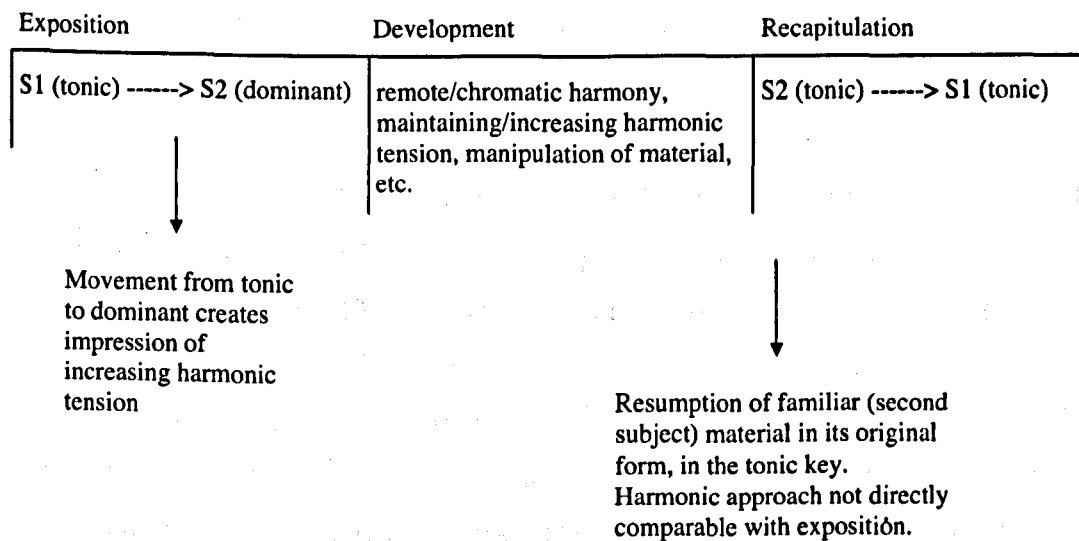 Exposition
Development
Recapitulation
S1 (tonic) ------> S2 (dominant)
remote/chromatic harmony,
maintaining/increasing harmonic
tension, manipulation of material,
etc.
S2 (tonic) ------> S1 (tonic)
Movement from tonic
to dominant creates
impression of
increasing harmonic
tension
Resumption of familiar (second
subject) material in its original
form, in the tonic key.
Harmonic approach not directly
comparable with exposition.